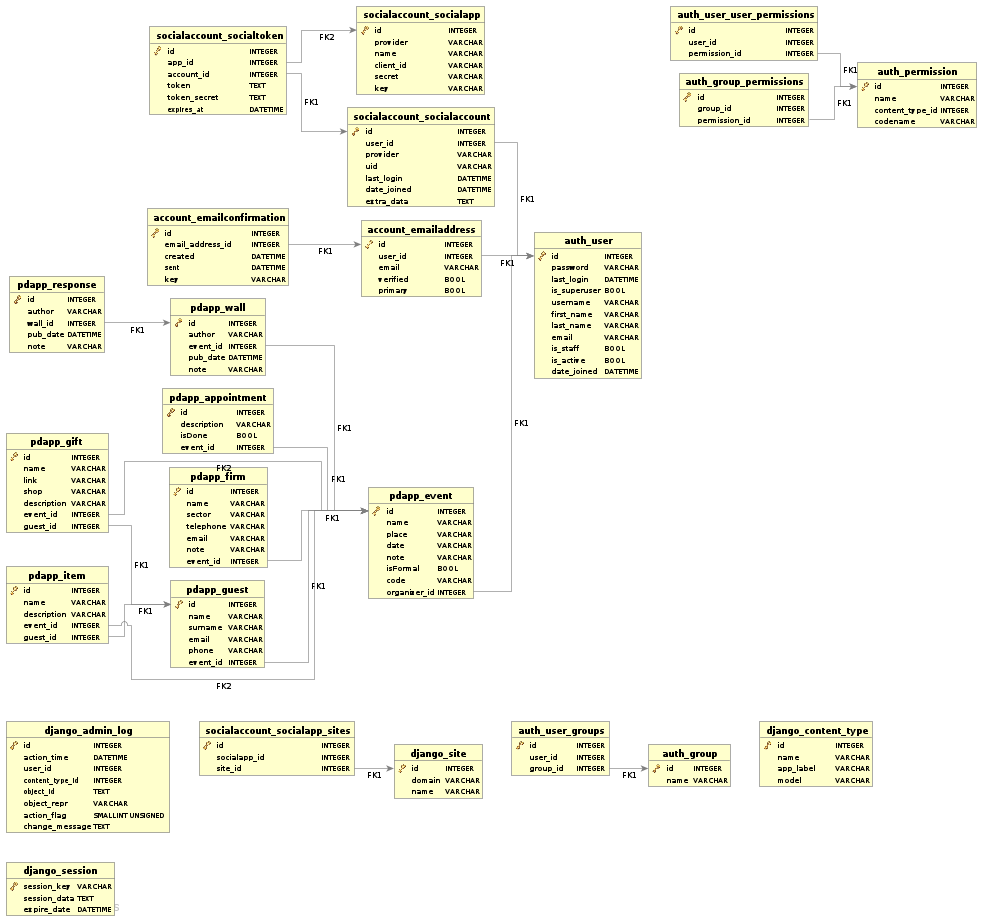 socialaccount_socialtoken
id INTEGER
app_id INTEGER
account_id INTEGER
token TEXT
token_secret TEXT
expires_at DATETIME
FK2
FK1
socialaccount_socialapp
id INTEGER
provider VARCHAR
name VARCHAR
client_id VARCHAR
secret VARCHAR
key VARCHAR
auth_user_user_permissions
id INTEGER
user_id INTEGER
permission_id INTEGER
FK1
auth_group_permissions
id INTEGER
group_id INTEGER
permission_id INTEGER
FK1
auth_permission
id INTEGER
name VARCHAR
content_type_id INTEGER
codename VARCHAR
socialaccount_socialaccount
id INTEGER
user_id INTEGER
provider VARCHAR
uid VARCHAR
last_login DATETIME
date_joined DATETIME
extra_data TEXT
FK1
account_emailconfirmation
id INTEGER
email_address_id INTEGER
created DATETIME
sent DATETIME
key VARCHAR
FK1
account_emailaddress
id INTEGER
user_id INTEGER
email VARCHAR
verified BOOL
primary BOOL
FK1
auth_user
id INTEGER
password VARCHAR
last_login DATETIME
is_superuser BOOL
username VARCHAR
first_name VARCHAR
last_name VARCHAR
email VARCHAR
is_staff BOOL
is_active BOOL
date_joined DATETIME
pdapp_response
id INTEGER
author VARCHAR
wall_id INTEGER
pub_date DATETIME
note VARCHAR
FK1
pdapp_wall
id INTEGER
author VARCHAR
event_id INTEGER
pub_date DATETIME
note VARCHAR
FK1
pdapp_appointment
id INTEGER
description VARCHAR
isDone BOOL
event_id INTEGER
FK1
pdapp_gift
id INTEGER
name VARCHAR
link VARCHAR
shop VARCHAR
description VARCHAR
event_id INTEGER
guest_id INTEGER
FK2
FK1
pdapp_firm
id INTEGER
name VARCHAR
sector VARCHAR
telephone VARCHAR
email VARCHAR
note VARCHAR
event_id INTEGER
FK1
pdapp_event
id INTEGER
name VARCHAR
place VARCHAR
date VARCHAR
note VARCHAR
isFormal BOOL
code VARCHAR
organiser_id INTEGER
FK1
pdapp_item
id INTEGER
name VARCHAR
description VARCHAR
event_id INTEGER
guest_id INTEGER
FK1
FK2
pdapp_guest
id INTEGER
name VARCHAR
surname VARCHAR
email VARCHAR
phone VARCHAR
event_id INTEGER
FK1
django_admin_log
id INTEGER
action_time DATETIME
user_id INTEGER
content_type_id INTEGER
object_id TEXT
object_repr VARCHAR
action_flag SMALLINT UNSIGNED
change_message TEXT
socialaccount_socialapp_sites
id INTEGER
socialapp_id INTEGER
site_id INTEGER
FK1
django_site
id INTEGER
domain VARCHAR
name VARCHAR
auth_user_groups
id INTEGER
user_id INTEGER
group_id INTEGER
FK1
auth_group
id INTEGER
name VARCHAR
django_content_type
id INTEGER
name VARCHAR
app_label VARCHAR
model VARCHAR
django_session
session_key VARCHAR
session_data TEXT
expire_date DATETIME